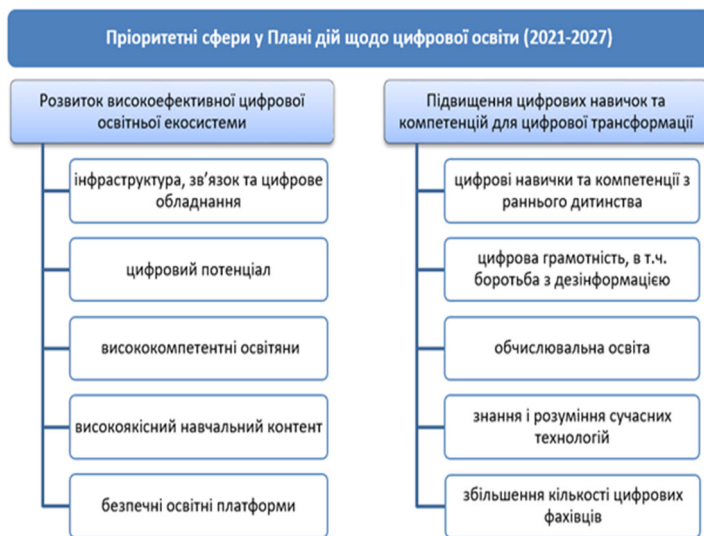 Пріоритетні сфери у Плані дій щодо цифрової освіти (2021-2027)
Розвиток високоефективної цифрової
освітньої екосистеми
інфраструктура, зв’язок та цифрове
обладнання
цифровий потенціал
висококомпетентні освітяни
високоякісний навчальний контент
безпечні освітні платформи
Підвищення цифрових навичок та
компетенцій для цифрової трансформації
цифрові навички та компетенції з
раннього дитинства
цифрова грамотність, в т.ч.
боротьба з дезінформацією
обчислювальна освіта
знання і розуміння сучасних
технологій
збільшення кількості цифрових
фахівців